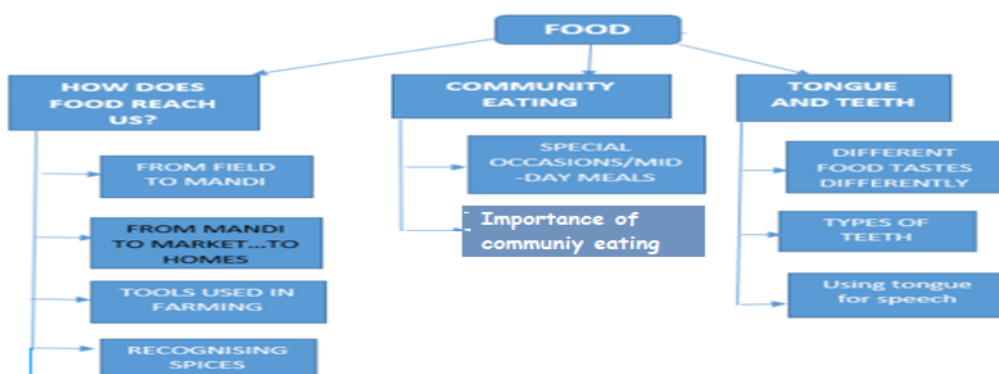 FOOD
HOW DOES
FOOD REACH
US?
FROM FIELD
TO MANDI
FROM MANDI
TO MARKET...TO
HOMES
TOOLS USED IN
FARMING
RECOGNISING
SPICES
COMMUNITY
EATING
SPECIAL
OCCASIONS/MID
-DAY MEALS
Importance of
communiy eating
TONGUE
AND TEETH
DIFFERENT
FOOD TASTES
DIFFERENTLY
TYPES OF
TEETH
Using tongue
for speech